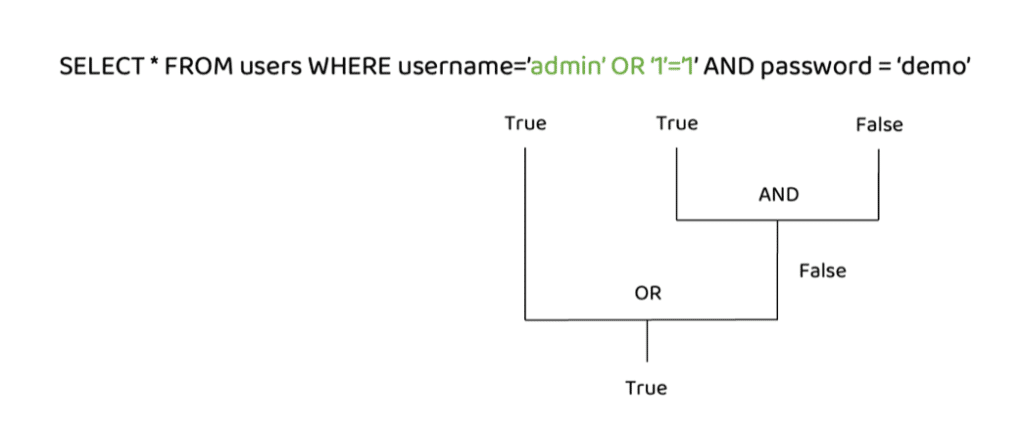 SELECT * FROM users WHERE username='admin' OR '1'='1' AND password = 'demo'
True True False
AND
False
OR
True